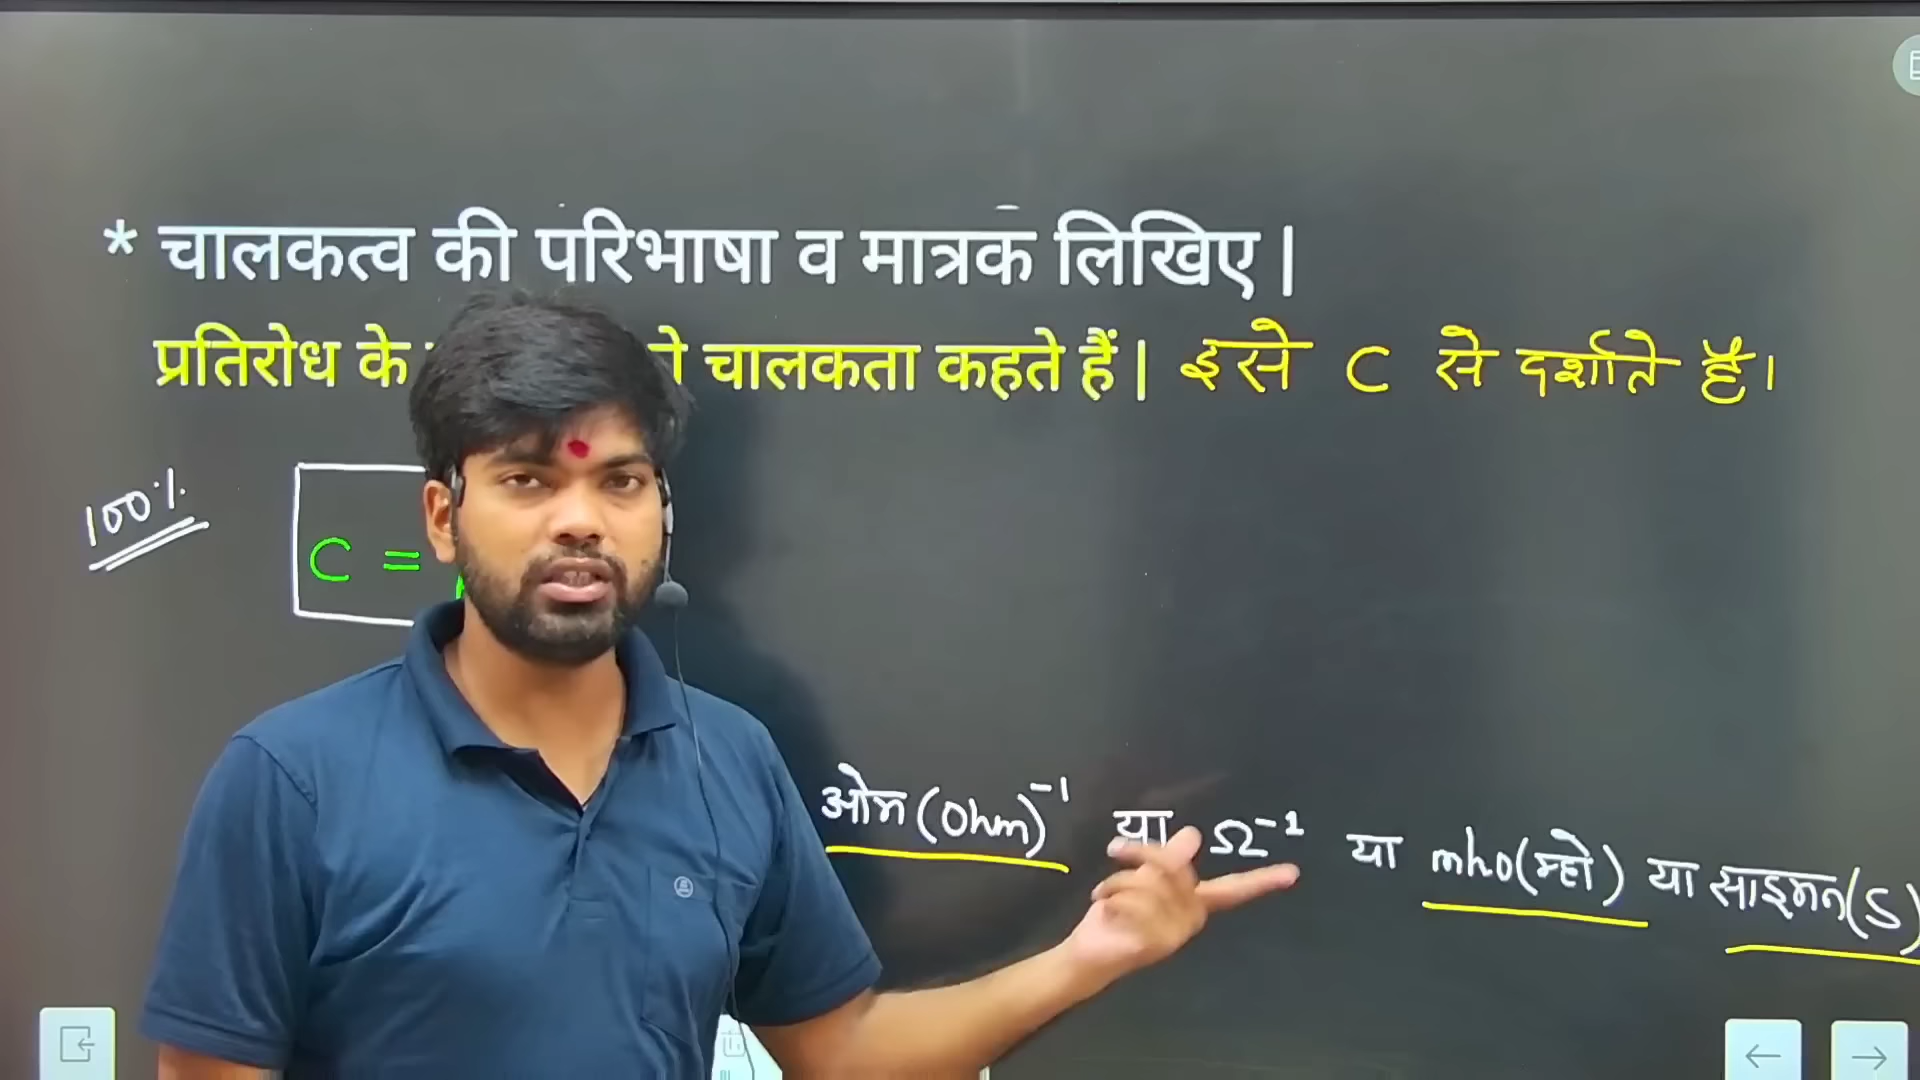 * चालकत्व की परिभाषा व मात्रक लिखिए |
प्रतिरोध के चालकता कहते हैं | इसे C से दर्शाते हैं।
100%
C =
ओम (Ohm)⁻¹ या Ω⁻¹ या mho(म्हो) या साइमन(S)